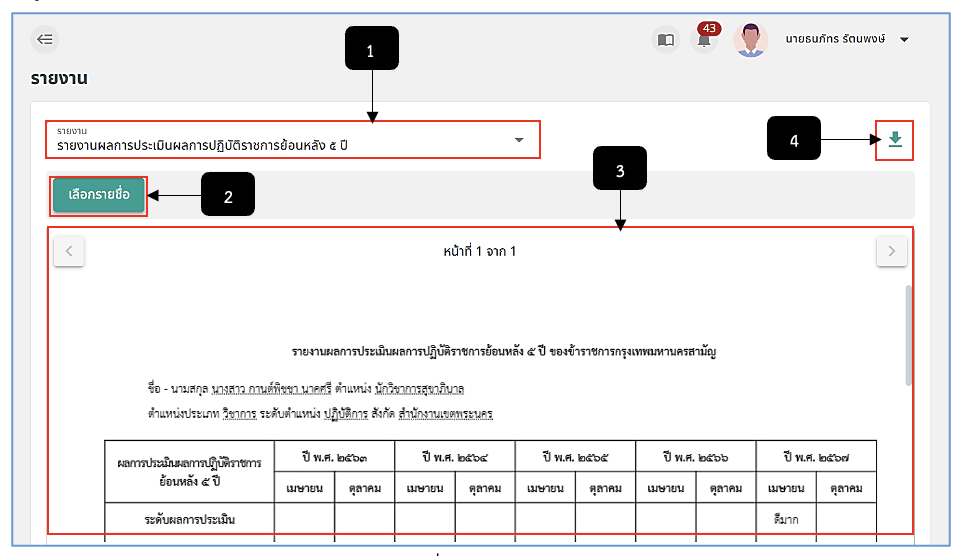 43
นายธนภัทร รัตนพงษ์
1
รายงาน
รายงาน
รายงานผลการประเมินผลการปฏิบัติราชการย้อนหลัง ๕ ปี
4
3
เลือกรายชื่อ
2
หน้าที่ 1 จาก 1
รายงานผลการประเมินผลการปฏิบัติราชการย้อนหลัง ๕ ปี ของข้าราชการกรุงเทพมหานครสามัญ
ชื่อ - นามสกุล นางสาว กานต์พิชชา นาคศรี ตำแหน่ง นักวิชาการสุขาภิบาล
ตำแหน่งประเภท วิชาการ ระดับตำแหน่ง ปฏิบัติการ สังกัด สำนักงานเขตพระนคร
ผลการประเมินผลการปฏิบัติราชการ ปี พ.ศ. ๒๕๖๓ ปี พ.ศ. ๒๕๖๔ ปี พ.ศ. ๒๕๖๕ ปี พ.ศ. ๒๕๖๖ ปี พ.ศ. ๒๕๖๗
ย้อนหลัง ๕ ปี เมษายน ตุลาคม เมษายน ตุลาคม เมษายน ตุลาคม เมษายน ตุลาคม เมษายน ตุลาคม
ระดับผลการประเมิน ดีมาก